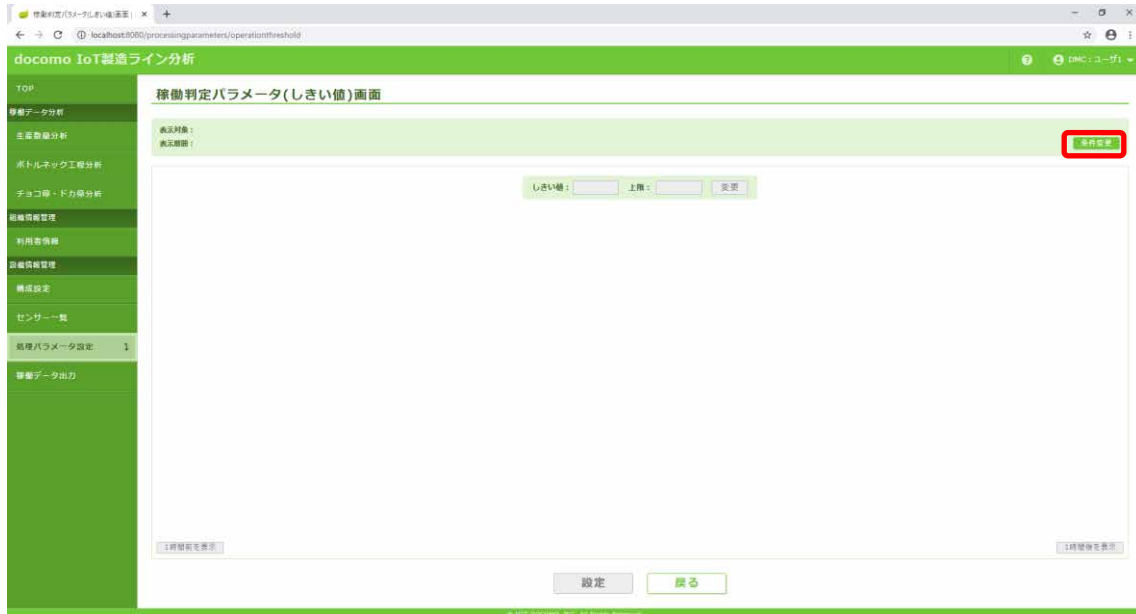 稼働判定パラメータ(しきい値)画面 |
localhost:8080/processingparameters/operationthreshold
docomo IoT製造ライン分析
DMC:ユーザ1
TOP
稼働判定パラメータ(しきい値)画面
稼働データ分析
表示対象:
表示期間:
条件変更
生産数量分析
ボトルネック工程分析
チョコ停・ドカ停分析
しきい値:
上限:
変更
組織情報管理
利用者情報
設備情報管理
構成設定
センサー一覧
処理パラメータ設定
稼働データ出力
1時間前を表示
1時間後を表示
設定
戻る
© NTT DOCOMO, INC. All Rights Reserved.